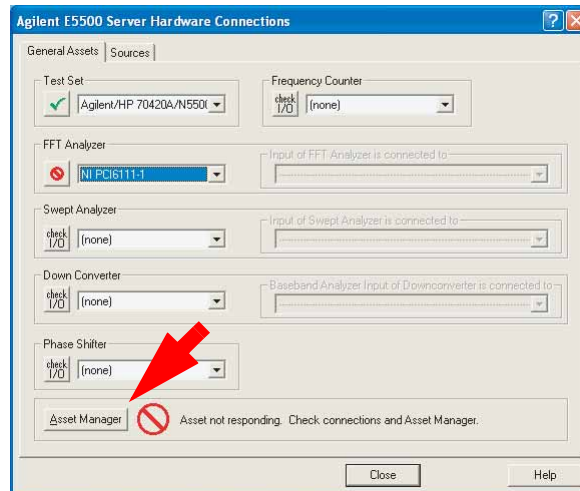 Agilent E5500 Server Hardware Connections
General Assets Sources
Test Set
Agilent/HP 70420A/N550(
Frequency Counter
check I/O (none)
FFT Analyzer
NI PCI6111-1
Input of FFT Analyzer is connected to
Swept Analyzer
check I/O (none)
Input of Swept Analyzer is connected to
Down Converter
check I/O (none)
Baseband Analyzer Input of Downconverter is connected to
Phase Shifter
check I/O (none)
Asset Manager Asset not responding. Check connections and Asset Manager.
Close Help